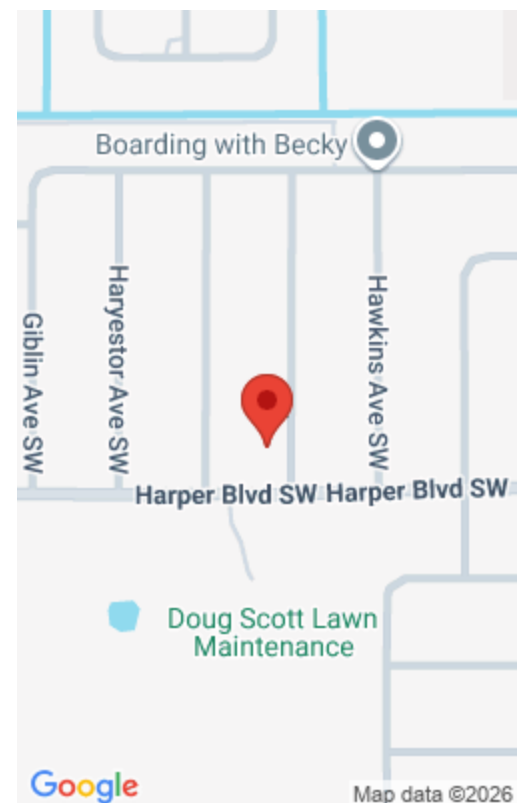 Boarding with Becky
Giblin Ave SW
Haryestor Ave SW
Hawkins Ave SW
Harper Blvd SW Harper Blvd SW
Doug Scott Lawn
Maintenance
Google
Map data ©2026